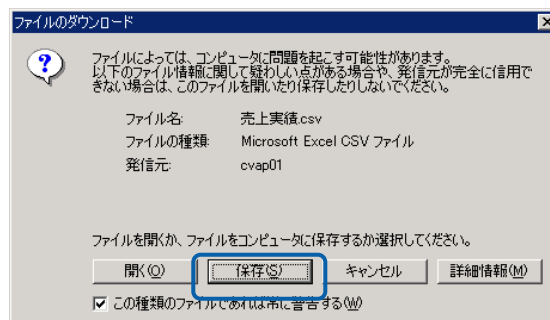 ファイルのダウンロード
ファイルによっては、コンピュータに問題を起こす可能性があります。
以下のファイル情報に関して疑わしい点がある場合や、発信元が完全に信用で
きない場合は、このファイルを開いたり保存したりしないでください。
ファイル名: 売上実績.csv
ファイルの種類: Microsoft Excel CSV ファイル
発信元: cvap01
ファイルを開くか、ファイルをコンピュータに保存するか選択してください。
開く(O) 保存(S) キャンセル 詳細情報(M)
この種類のファイルであれば常に警告する(W)